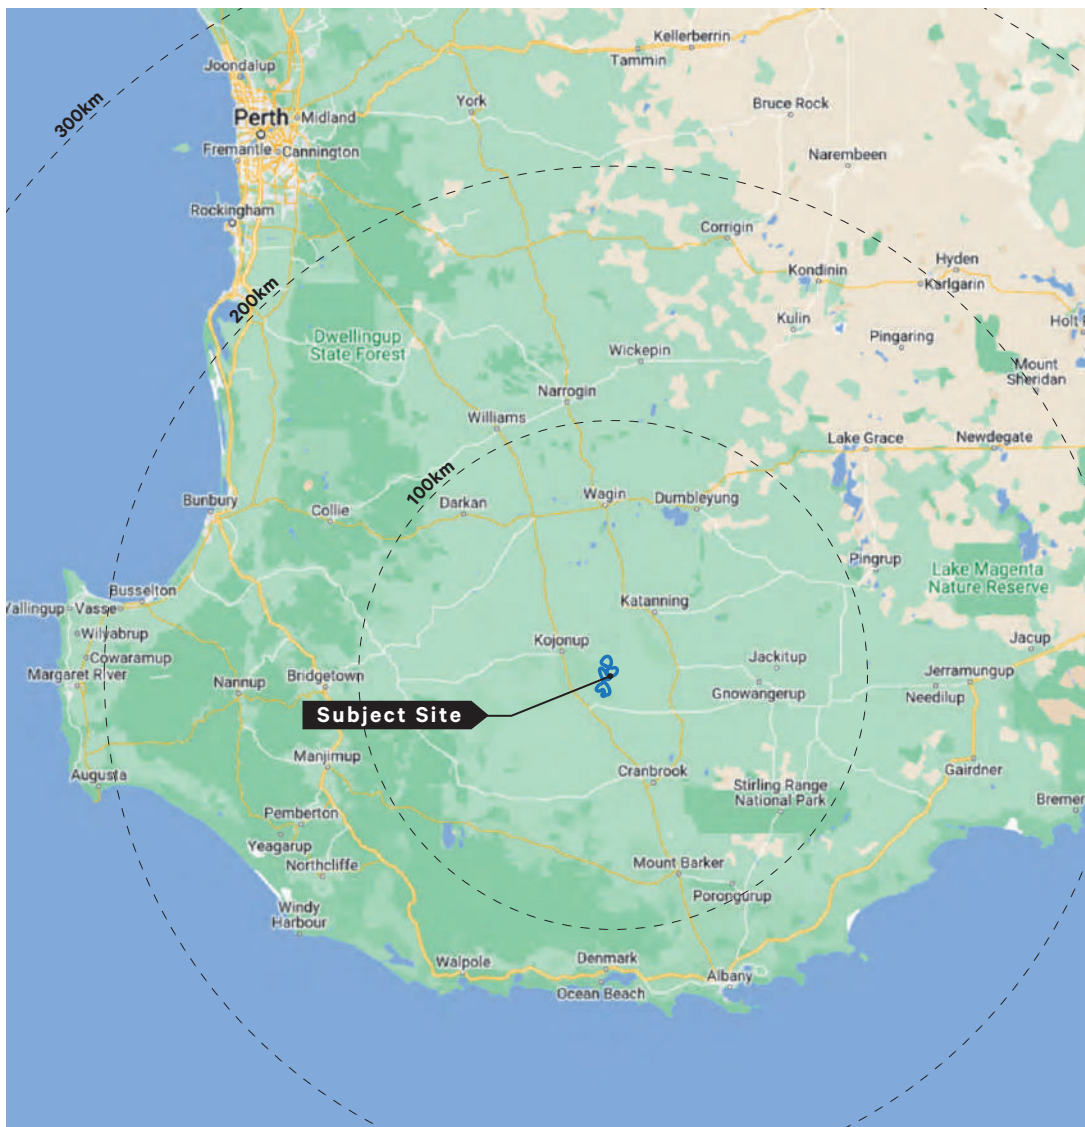 Kellerberrin
Tammin
Joondalup
300km
York
Bruce Rock
Perth
Midland
Fremantle
Cannington
Narembeen
Rockingham
Corrigin
Hyden
Kondinin
Karlgarin
200km
Kulin
Holt
Dwellingup
State Forest
Pingaring
Wickepin
Mount
Sheridan
Narrogin
Williams
Lake Grace
Newdegate
100km
Bunbury
Collie
Darkan
Wagin
Dumbleyung
Pingrup
Lake Magenta
Nature Reserve
Busselton
Yallingup
Vasse
Katanning
Wilyabrup
Kojonup
Jacup
Cowaramup
Jackitup
Margaret River
Nannup
Bridgetown
Gnowangerup
Jerramungup
Needilup
Subject Site
Manjimup
Augusta
Cranbrook
Stirling Range
National Park
Gairdner
Bremer
Pemberton
Yeagarup
Northcliffe
Mount Barker
Porongurup
Windy
Harbour
Walpole
Denmark
Albany
Ocean Beach